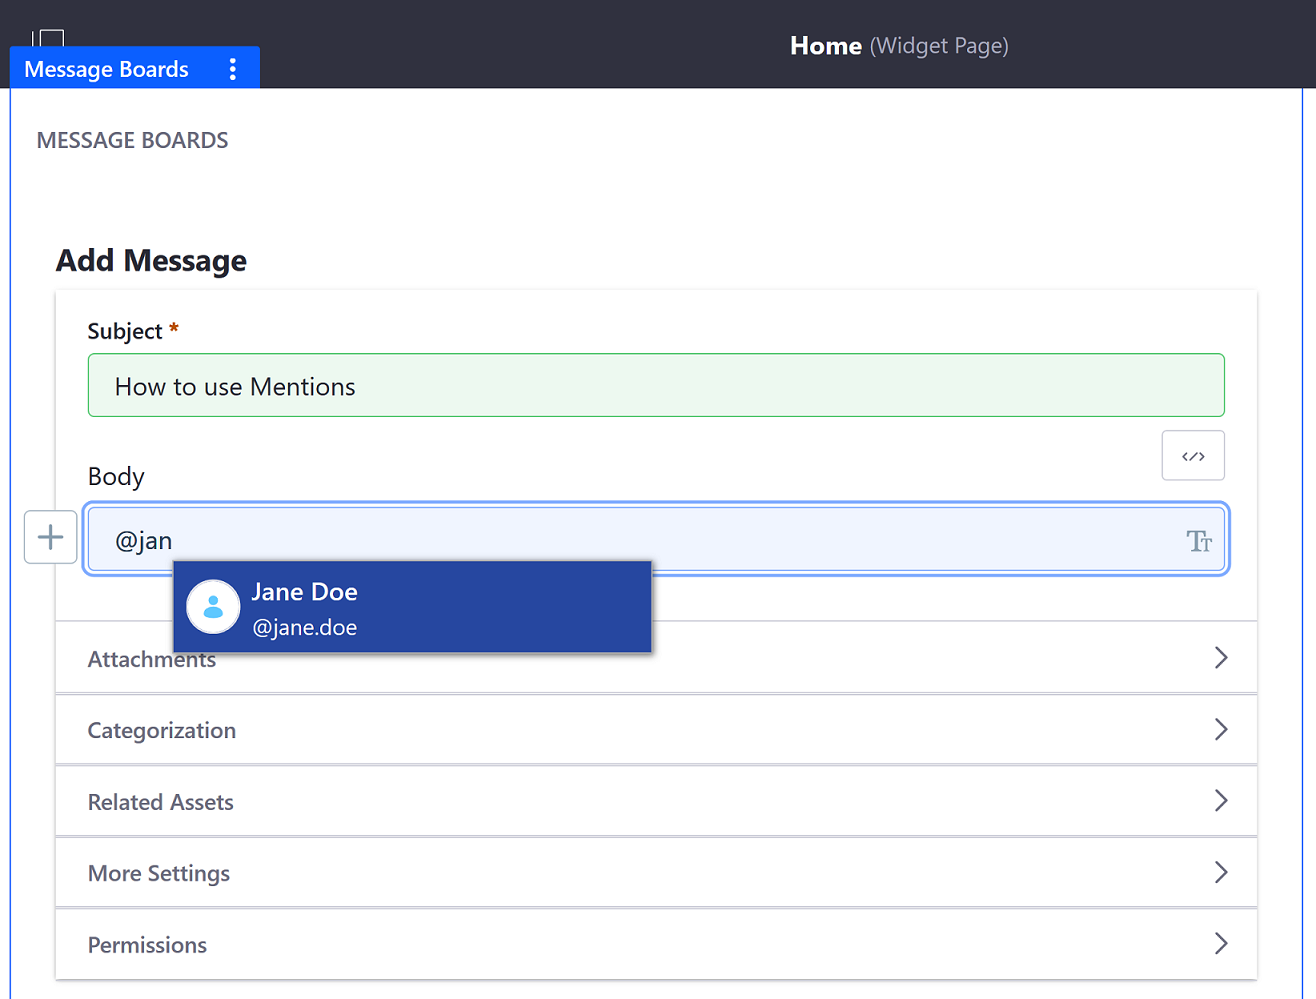 Home (Widget Page)
Message Boards
MESSAGE BOARDS
Add Message
Subject *
How to use Mentions
Body
@jan
Jane Doe
@jane.doe
Attachments
Categorization
Related Assets
More Settings
Permissions